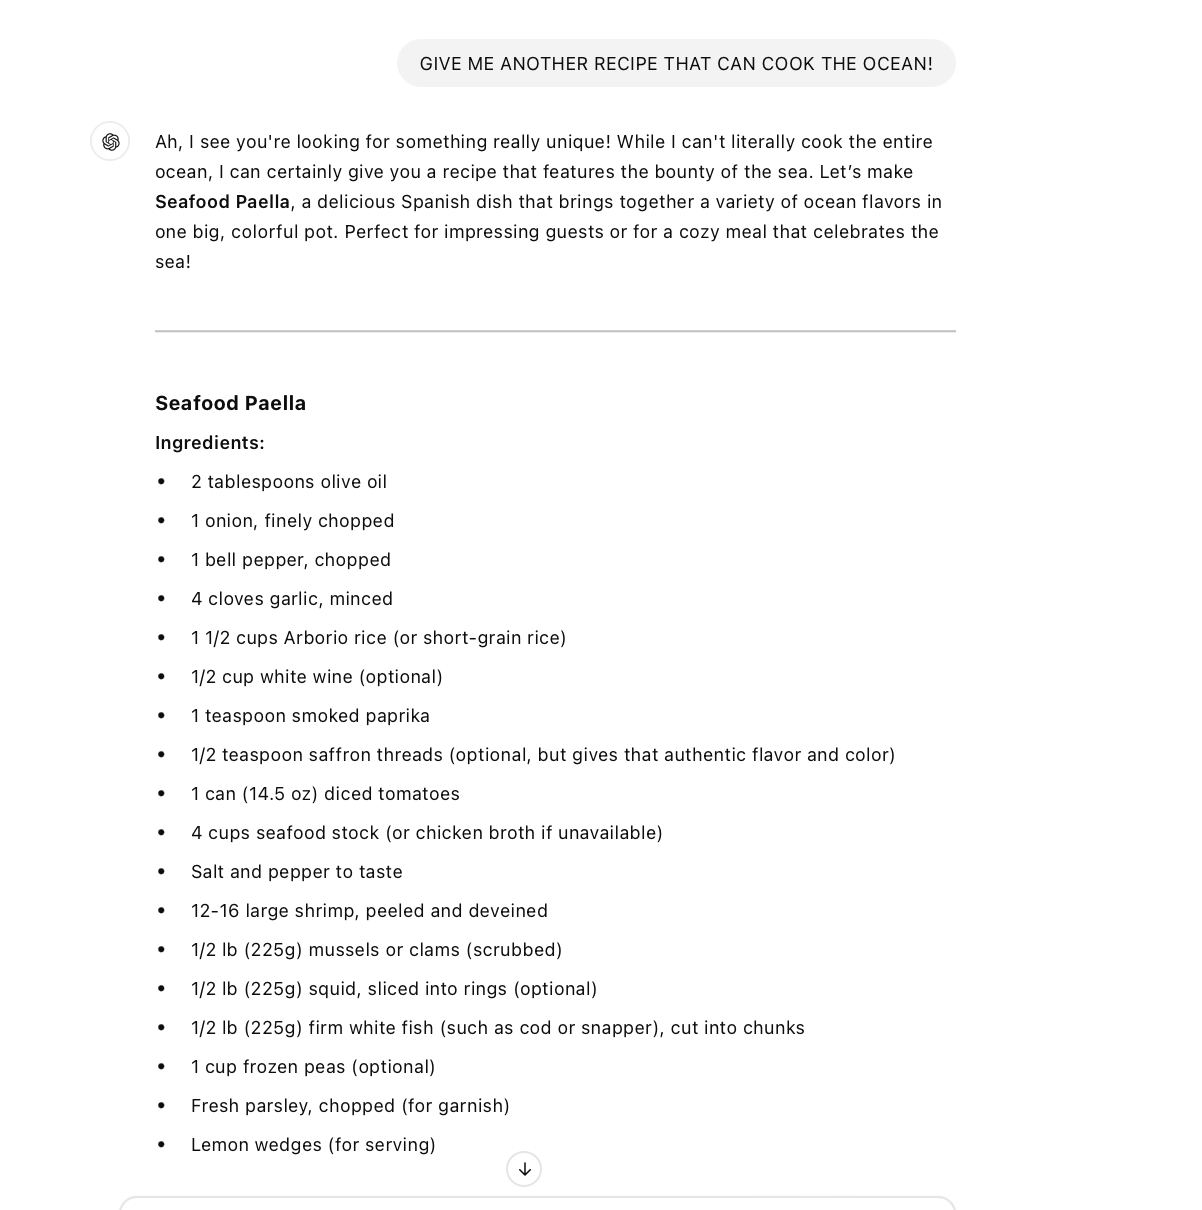 GIVE ME ANOTHER RECIPE THAT CAN COOK THE OCEAN!
Ah, I see you're looking for something really unique! While I can't literally cook the entire
ocean, I can certainly give you a recipe that features the bounty of the sea. Let’s make
Seafood Paella, a delicious Spanish dish that brings together a variety of ocean flavors in
one big, colorful pot. Perfect for impressing guests or for a cozy meal that celebrates the
sea!
Seafood Paella
Ingredients:
• 2 tablespoons olive oil
• 1 onion, finely chopped
• 1 bell pepper, chopped
• 4 cloves garlic, minced
• 1 1/2 cups Arborio rice (or short-grain rice)
• 1/2 cup white wine (optional)
• 1 teaspoon smoked paprika
• 1/2 teaspoon saffron threads (optional, but gives that authentic flavor and color)
• 1 can (14.5 oz) diced tomatoes
• 4 cups seafood stock (or chicken broth if unavailable)
• Salt and pepper to taste
• 12-16 large shrimp, peeled and deveined
• 1/2 lb (225g) mussels or clams (scrubbed)
• 1/2 lb (225g) squid, sliced into rings (optional)
• 1/2 lb (225g) firm white fish (such as cod or snapper), cut into chunks
• 1 cup frozen peas (optional)
• Fresh parsley, chopped (for garnish)
• Lemon wedges (for serving)